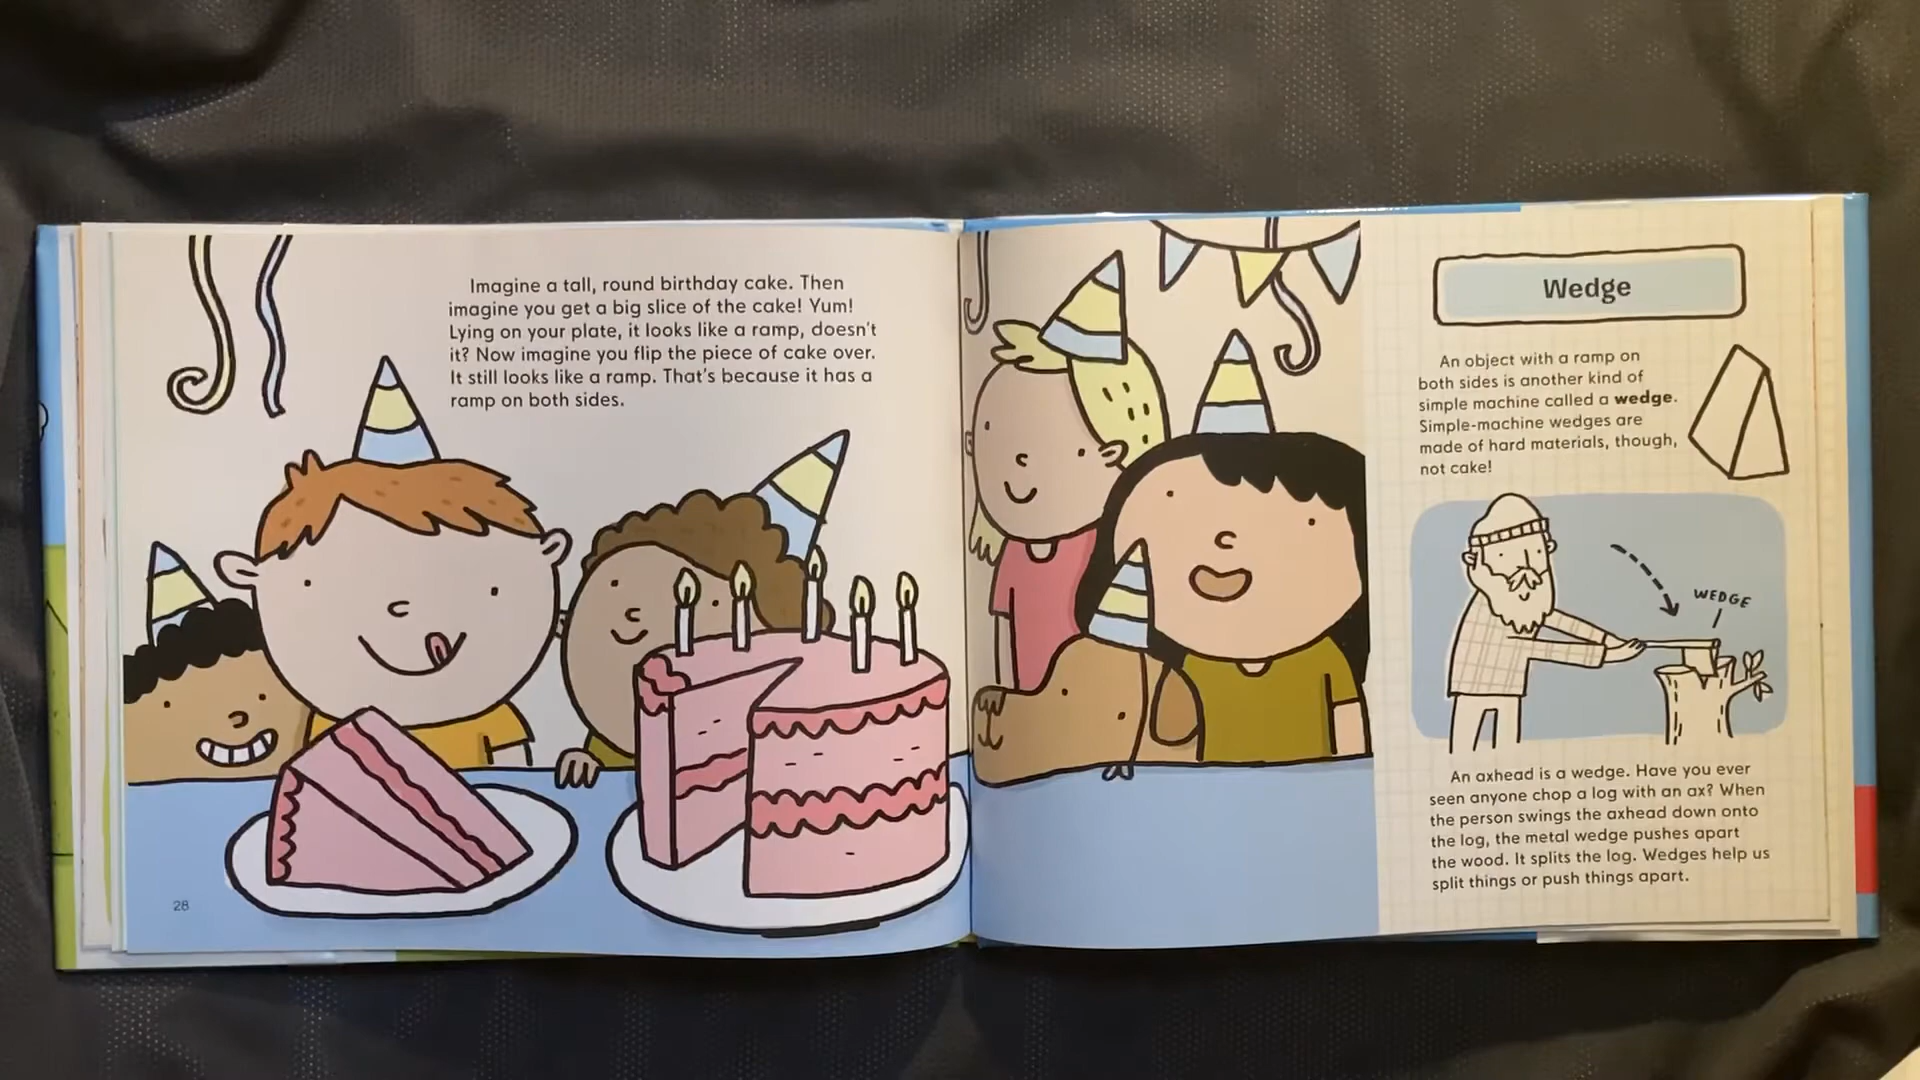 Imagine a tall, round birthday cake. Then
imagine you get a big slice of the cake! Yum!
Lying on your plate, it looks like a ramp, doesn't
it? Now imagine you flip the piece of cake over.
It still looks like a ramp. That's because it has a
ramp on both sides.
28
Wedge
An object with a ramp on
both sides is another kind of
simple machine called a wedge.
Simple-machine wedges are
made of hard materials, though,
not cake!
WEDGE
An axhead is a wedge. Have you ever
seen anyone chop a log with an ax? When
the person swings the axhead down onto
the log, the metal wedge pushes apart
the wood. It splits the log. Wedges help us
split things or push things apart.